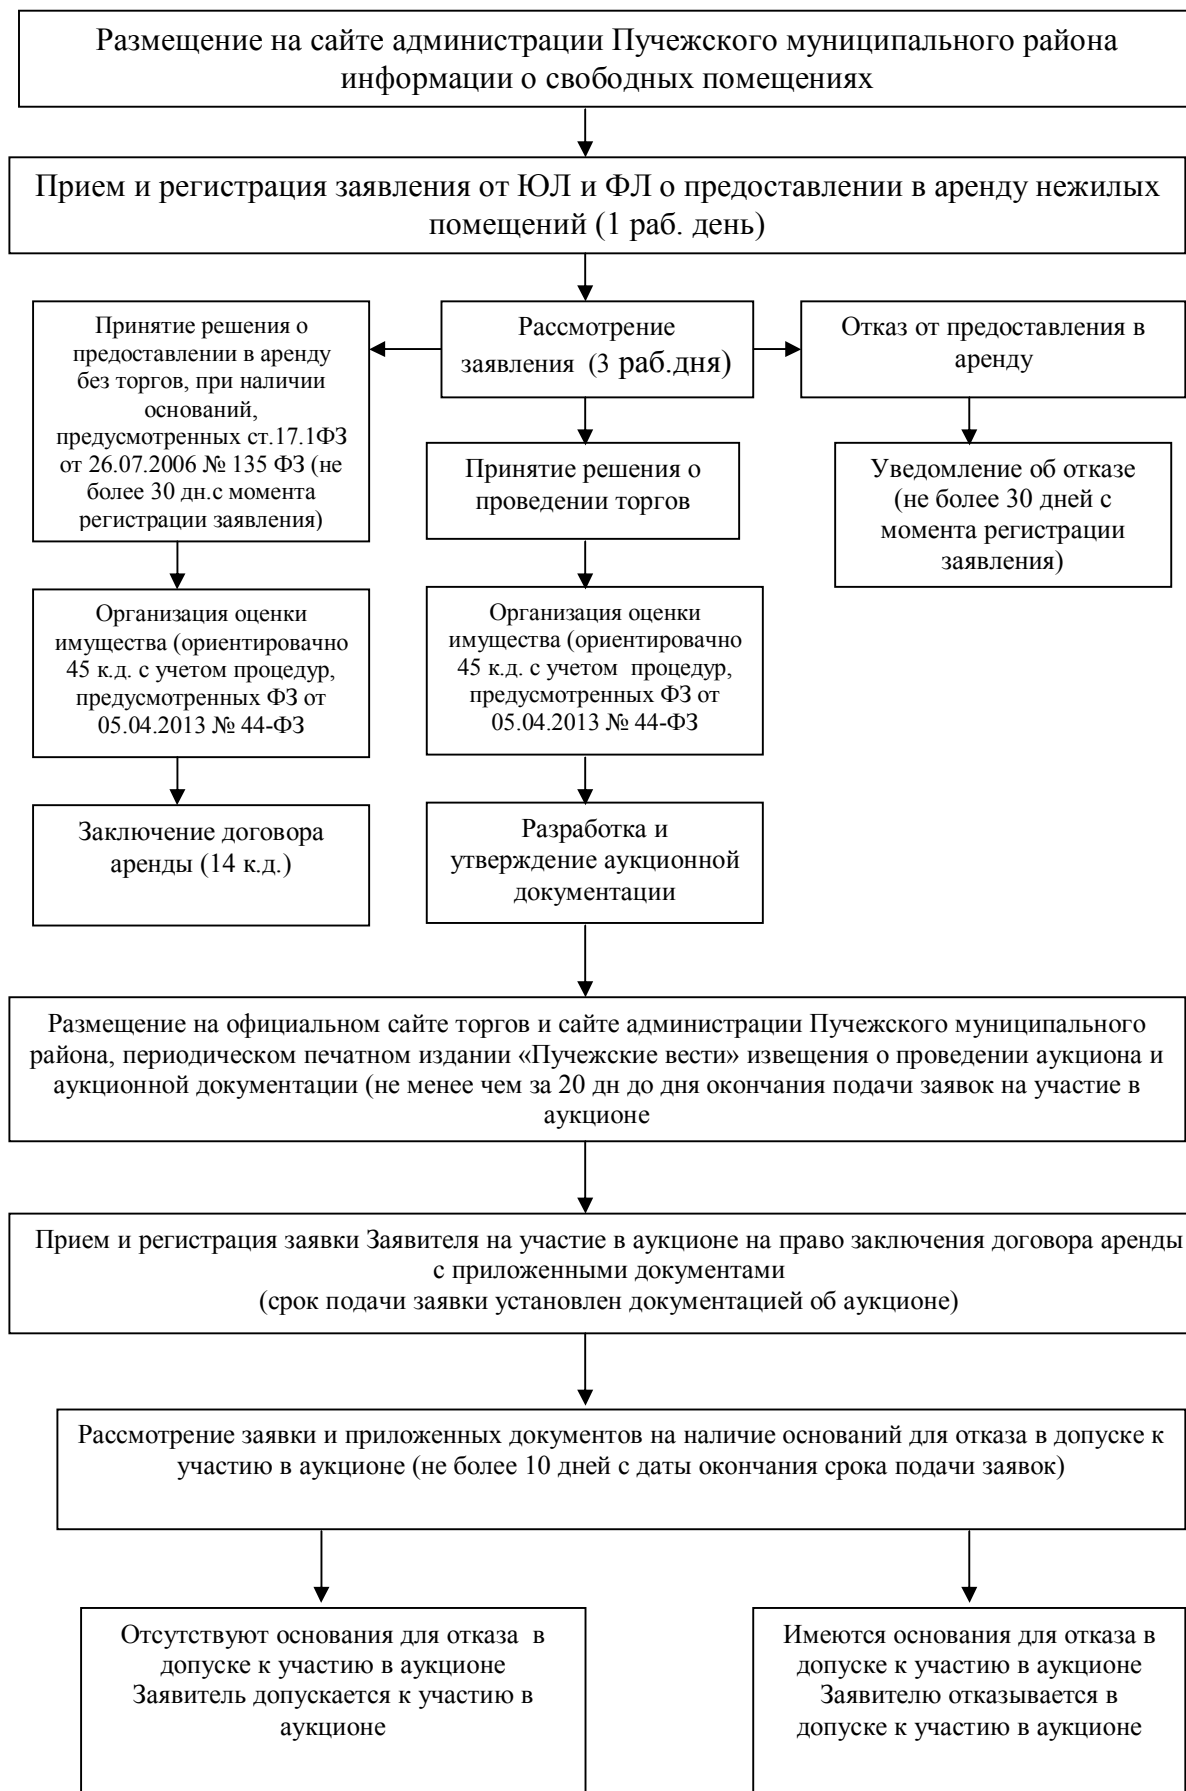 Размещение на сайте администрации Пучежского муниципального района
информации о свободных помещениях
Прием и регистрация заявления от ЮЛ и ФЛ о предоставлении в аренду нежилых
помещений (1 раб. день)
Принятие решения о
предоставлении в аренду
без торгов, при наличии
оснований,
предусмотренных ст.17.1ФЗ
от 26.07.2006 № 135 ФЗ (не
более 30 дн.с момента
регистрации заявления)
Рассмотрение
заявления (3 раб.дня)
Отказ от предоставления в
аренду
Принятие решения о
проведении торгов
Уведомление об отказе
(не более 30 дней с
момента регистрации
заявления)
Организация оценки
имущества (ориентировачно
45 к.д. с учетом процедур,
предусмотренных ФЗ от
05.04.2013 № 44-ФЗ
Организация оценки
имущества (ориентировачно
45 к.д. с учетом процедур,
предусмотренных ФЗ от
05.04.2013 № 44-ФЗ
Заключение договора
аренды (14 к.д.)
Разработка и
утверждение аукционной
документации
Размещение на официальном сайте торгов и сайте администрации Пучежского муниципального
района, периодическом печатном издании «Пучежские вести» извещения о проведении аукциона и
аукционной документации (не менее чем за 20 дн до дня окончания подачи заявок на участие в
аукционе
Прием и регистрация заявки Заявителя на участие в аукционе на право заключения договора аренды
с приложенными документами
(срок подачи заявки установлен документацией об аукционе)
Рассмотрение заявки и приложенных документов на наличие оснований для отказа в допуске к
участию в аукционе (не более 10 дней с даты окончания срока подачи заявок)
Отсутствуют основания для отказа в
допуске к участию в аукционе
Заявитель допускается к участию в
аукционе
Имеются основания для отказа в
допуске к участию в аукционе
Заявителю отказывается в
допуске к участию в аукционе